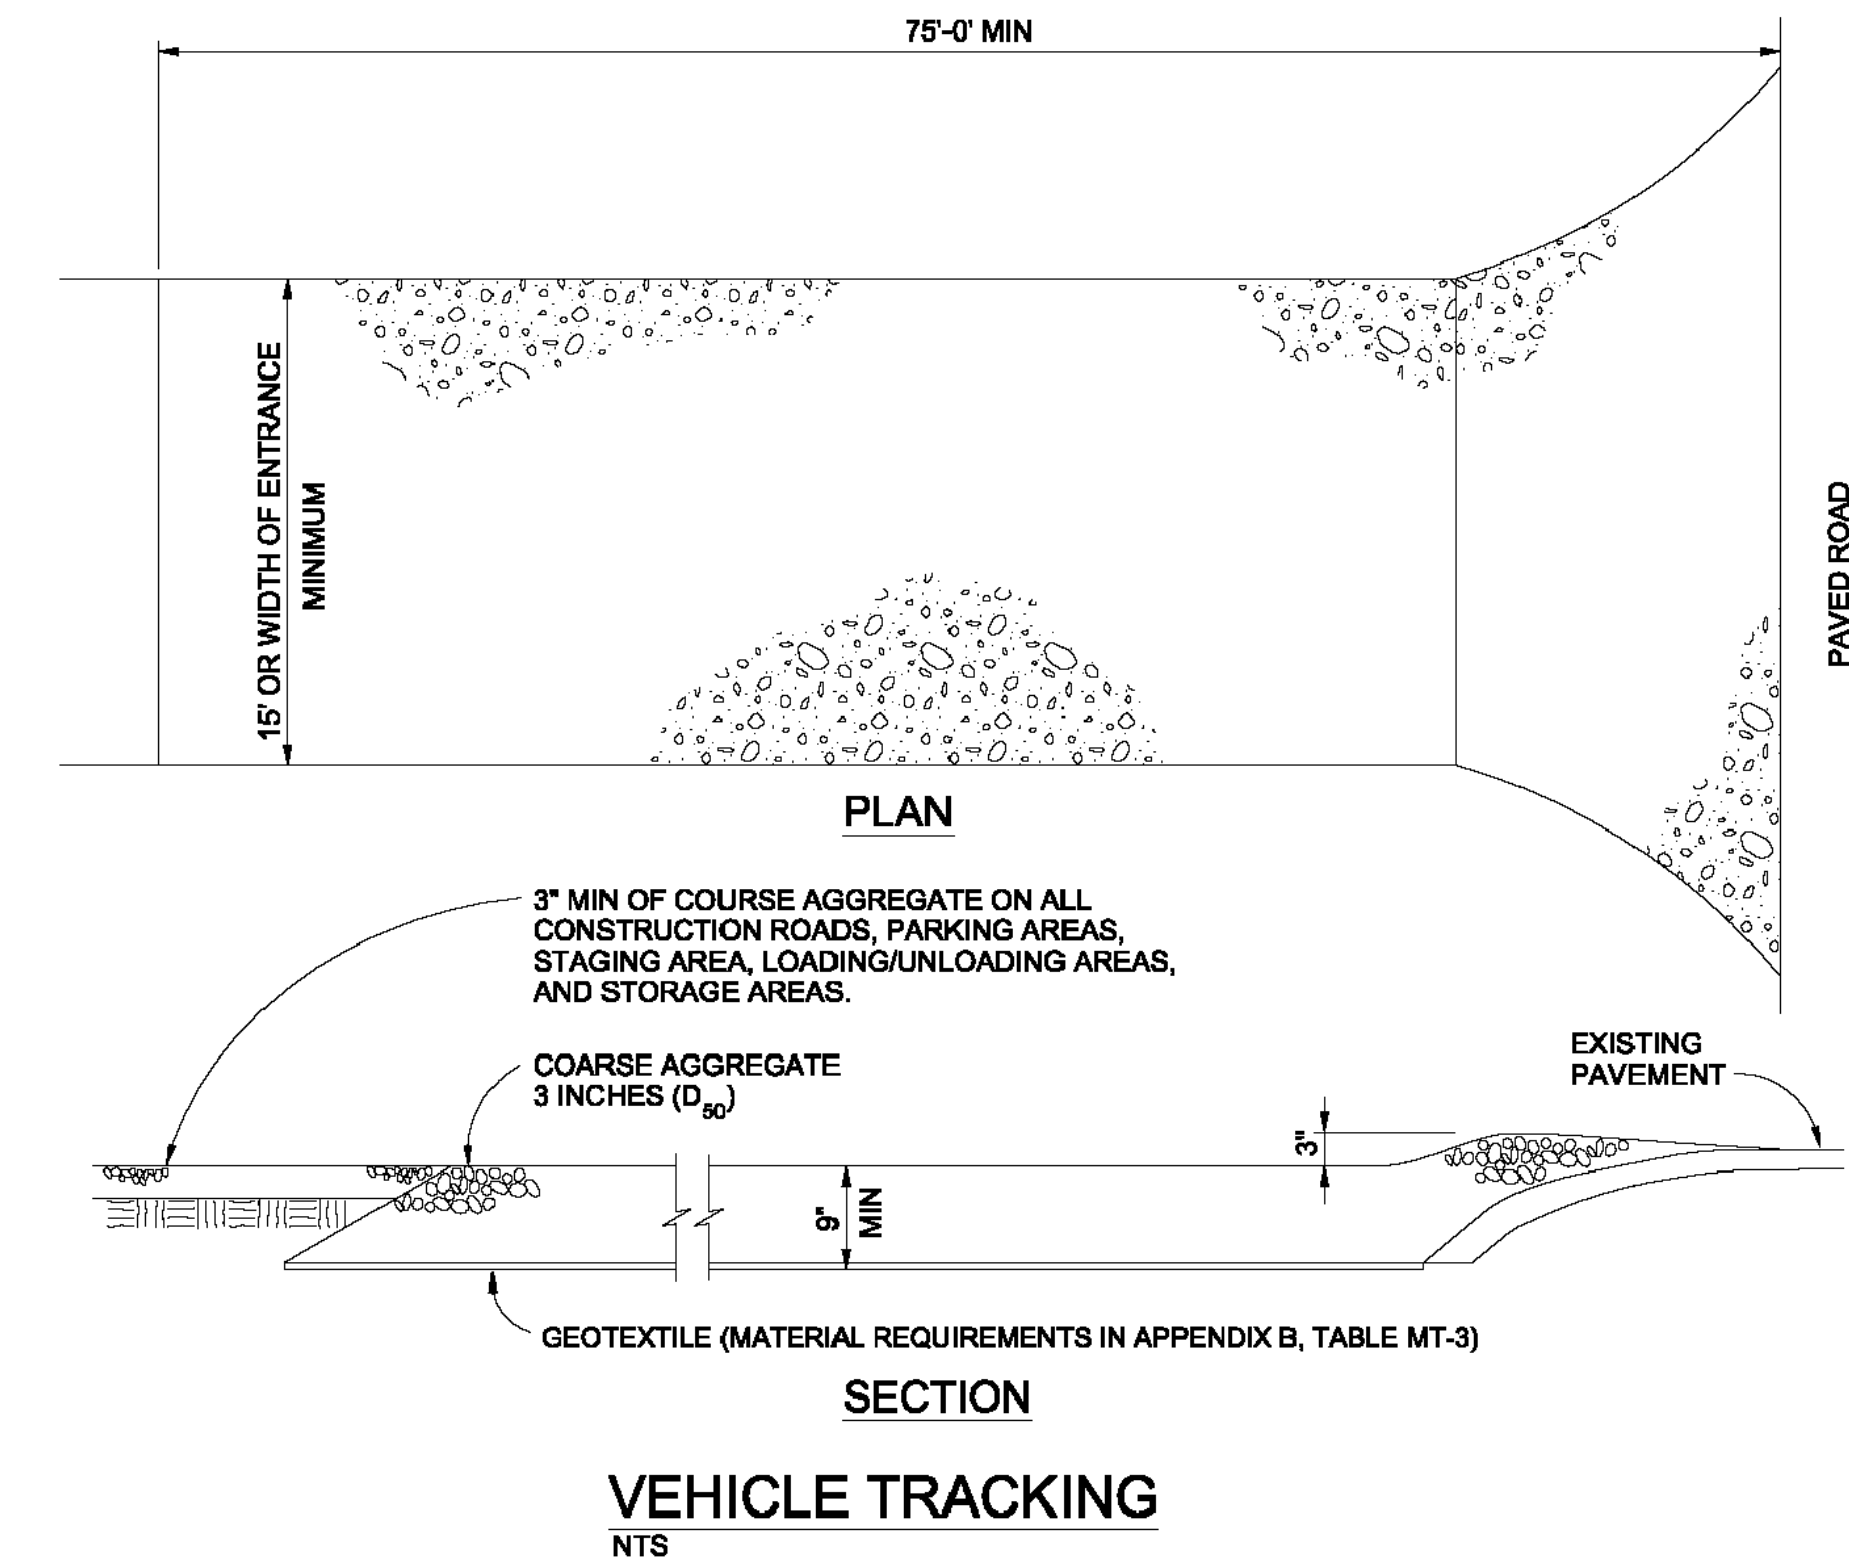 75'-0' MIN
15' OR WIDTH OF ENTRANCE
MINIMUM
PAVED ROAD
PLAN
3" MIN OF COURSE AGGREGATE ON ALL
CONSTRUCTION ROADS, PARKING AREAS,
STAGING AREA, LOADING/UNLOADING AREAS,
AND STORAGE AREAS.
COARSE AGGREGATE
3 INCHES (D50)
EXISTING
PAVEMENT
3"
9"
MIN
GEOTEXTILE (MATERIAL REQUIREMENTS IN APPENDIX B, TABLE MT-3)
SECTION
VEHICLE TRACKING
NTS